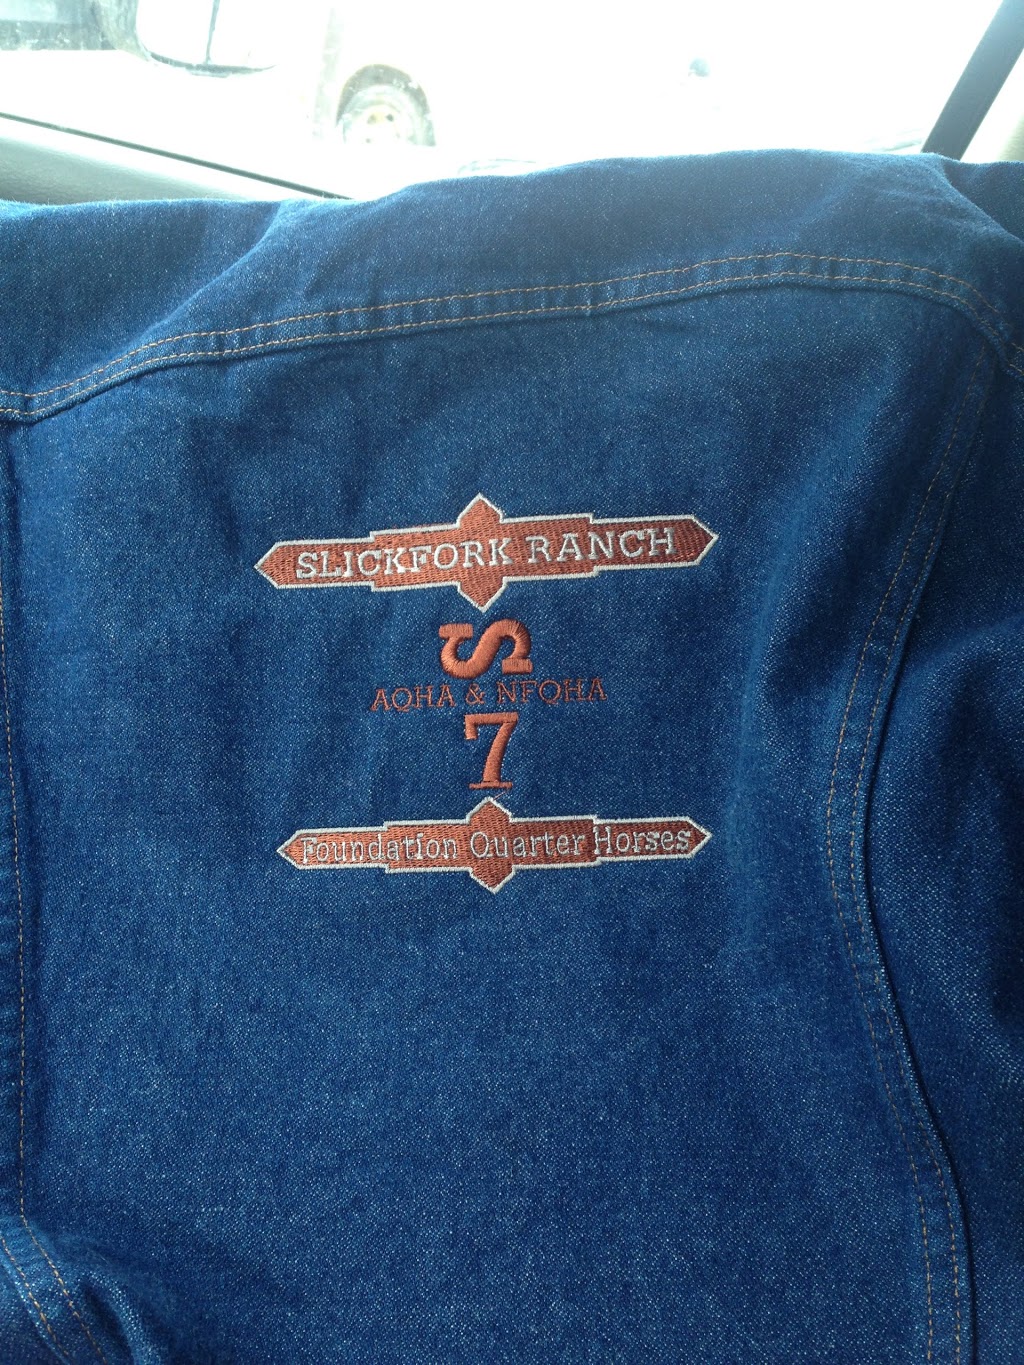 SLICKFORK RANCH
S
AQHA & NFQHA
7
Foundation Quarter Horses